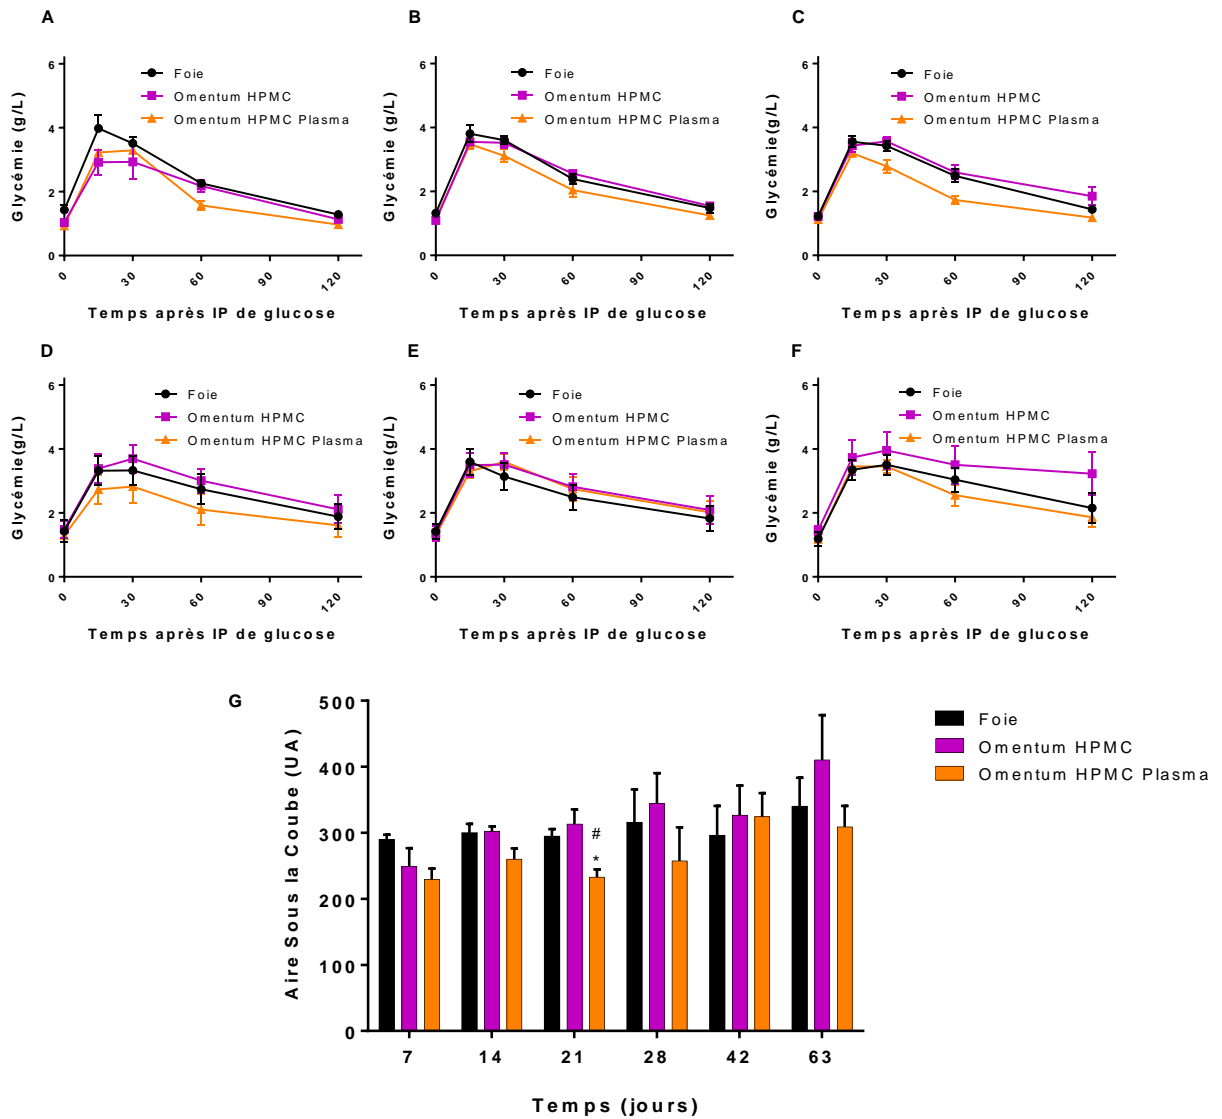 A
Glycémie (g/L)
6
4
2
0
Foie
Omentum HPMC
Omentum HPMC Plasma
0 30 60 90 120
Temps après IP de glucose
B
Glycémie (g/L)
6
4
2
0
Foie
Omentum HPMC
Omentum HPMC Plasma
0 30 60 90 120
Temps après IP de glucose
C
Glycémie(g/L)
6
4
2
0
Foie
Omentum HPMC
Omentum HPMC Plasma
0 30 60 90 120
Temps après IP de glucose
D
Glycémie(g/L)
6
4
2
0
Foie
Omentum HPMC
Omentum HPMC Plasma
0 30 60 90 120
Temps après IP de glucose
E
Glycémie(g/L)
6
4
2
0
Foie
Omentum HPMC
Omentum HPMC Plasma
0 30 60 90 120
Temps après IP de glucose
F
Glycémie (g/L)
6
4
2
0
Foie
Omentum HPMC
Omentum HPMC Plasma
0 30 60 90 120
Temps après IP de glucose
G
Aire Sous la Coube (UA)
500
400
300
200
100
0
#
*
7 14 21 28 42 63
Temps (jours)
Foie
Omentum HPMC
Omentum HPMC Plasma